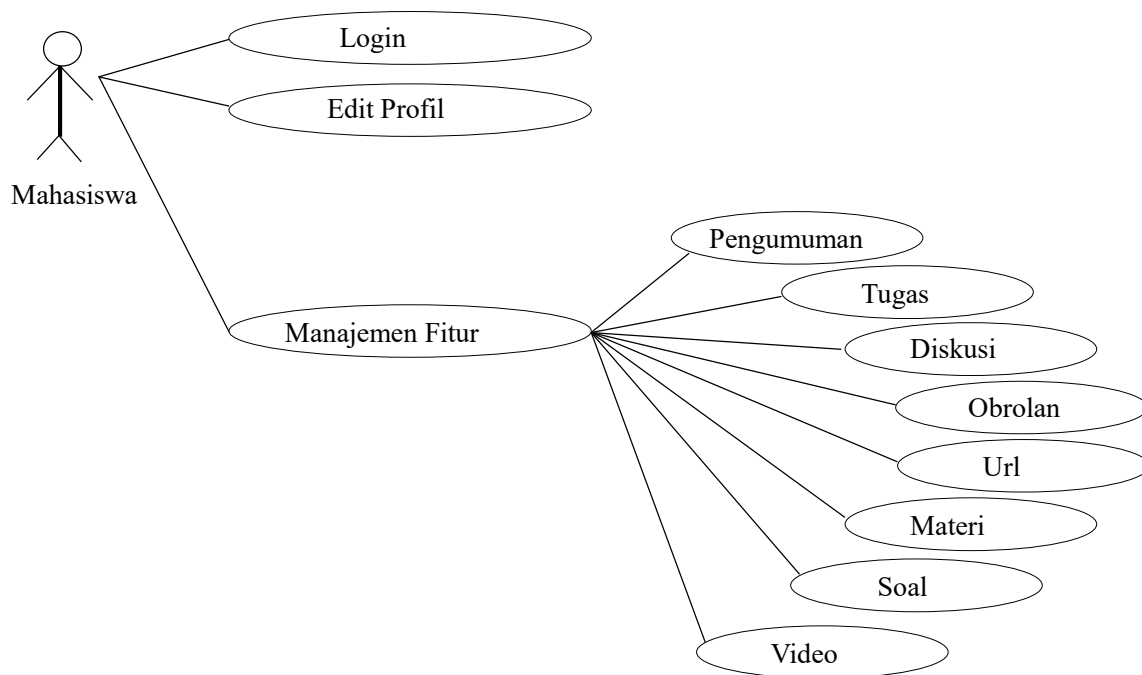 Login
Edit Profil
Mahasiswa
Pengumuman
Tugas
Manajemen Fitur
Diskusi
Obrolan
Url
Materi
Soal
Video